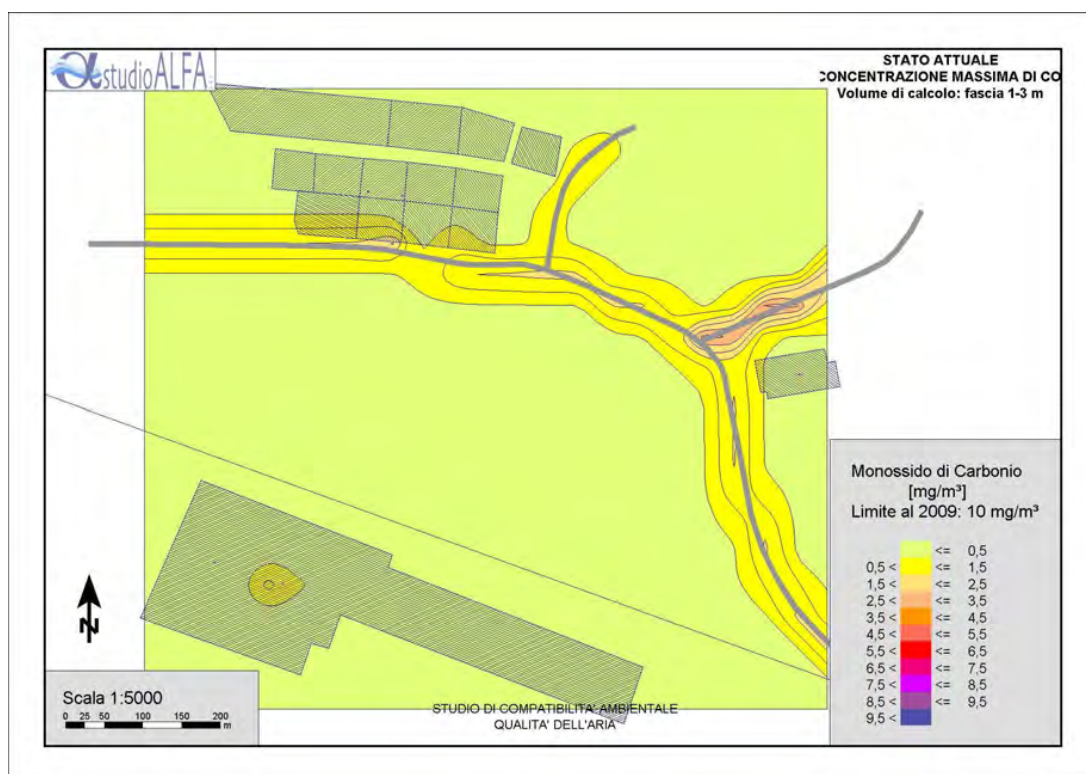 studioALFA
STATO ATTUALE
CONCENTRAZIONE MASSIMA DI CO
Volume di calcolo: fascia 1-3 m
Monossido di Carbonio
[mg/m³]
Limite al 2009: 10 mg/m³
<= 0,5
0,5 < <= 1,5
1,5 < <= 2,5
2,5 < <= 3,5
3,5 < <= 4,5
4,5 < <= 5,5
5,5 < <= 6,5
6,5 < <= 7,5
7,5 < <= 8,5
8,5 < <= 9,5
9,5 <
N
Scala 1:5000
0 25 50 100 150 200
m
STUDIO DI COMPATIBILITA' AMBIENTALE
QUALITA' DELL'ARIA